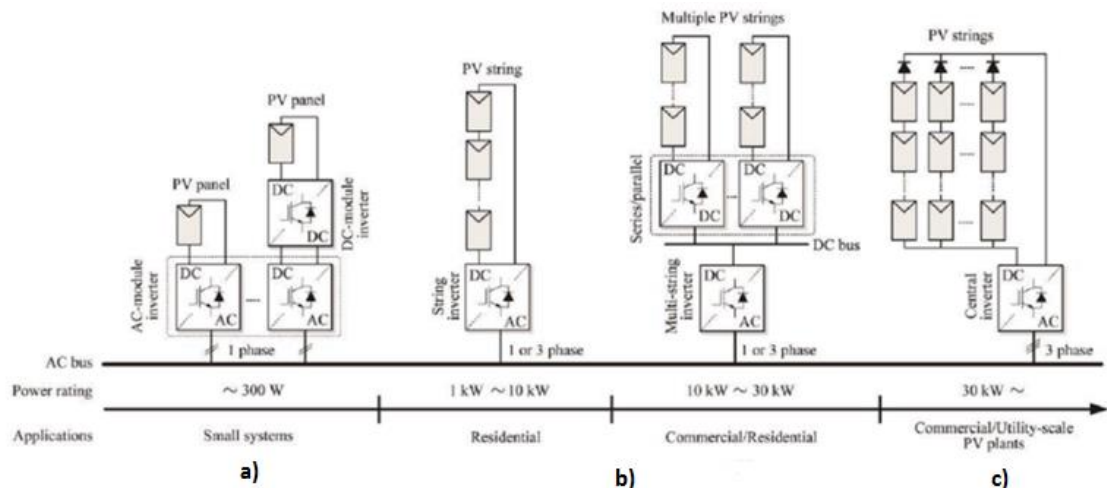 Multiple PV strings
PV strings
PV string
PV panel
PV panel
DC
DC
DC-module
inverter
DC
AC
DC
AC
AC-module
inverter
DC
AC
String
inverter
DC
DC
DC
DC
Series/parallel
DC bus
DC
AC
Multi-string
inverter
DC
AC
Central
inverter
AC bus
1 phase
1 or 3 phase
1 or 3 phase
3 phase
Power rating
~ 300 W
1 kW ~ 10 kW
10 kW ~ 30 kW
30 kW ~
Applications
Small systems
Residential
Commercial/Residential
Commercial/Utility-scale
PV plants
a)
b)
c)